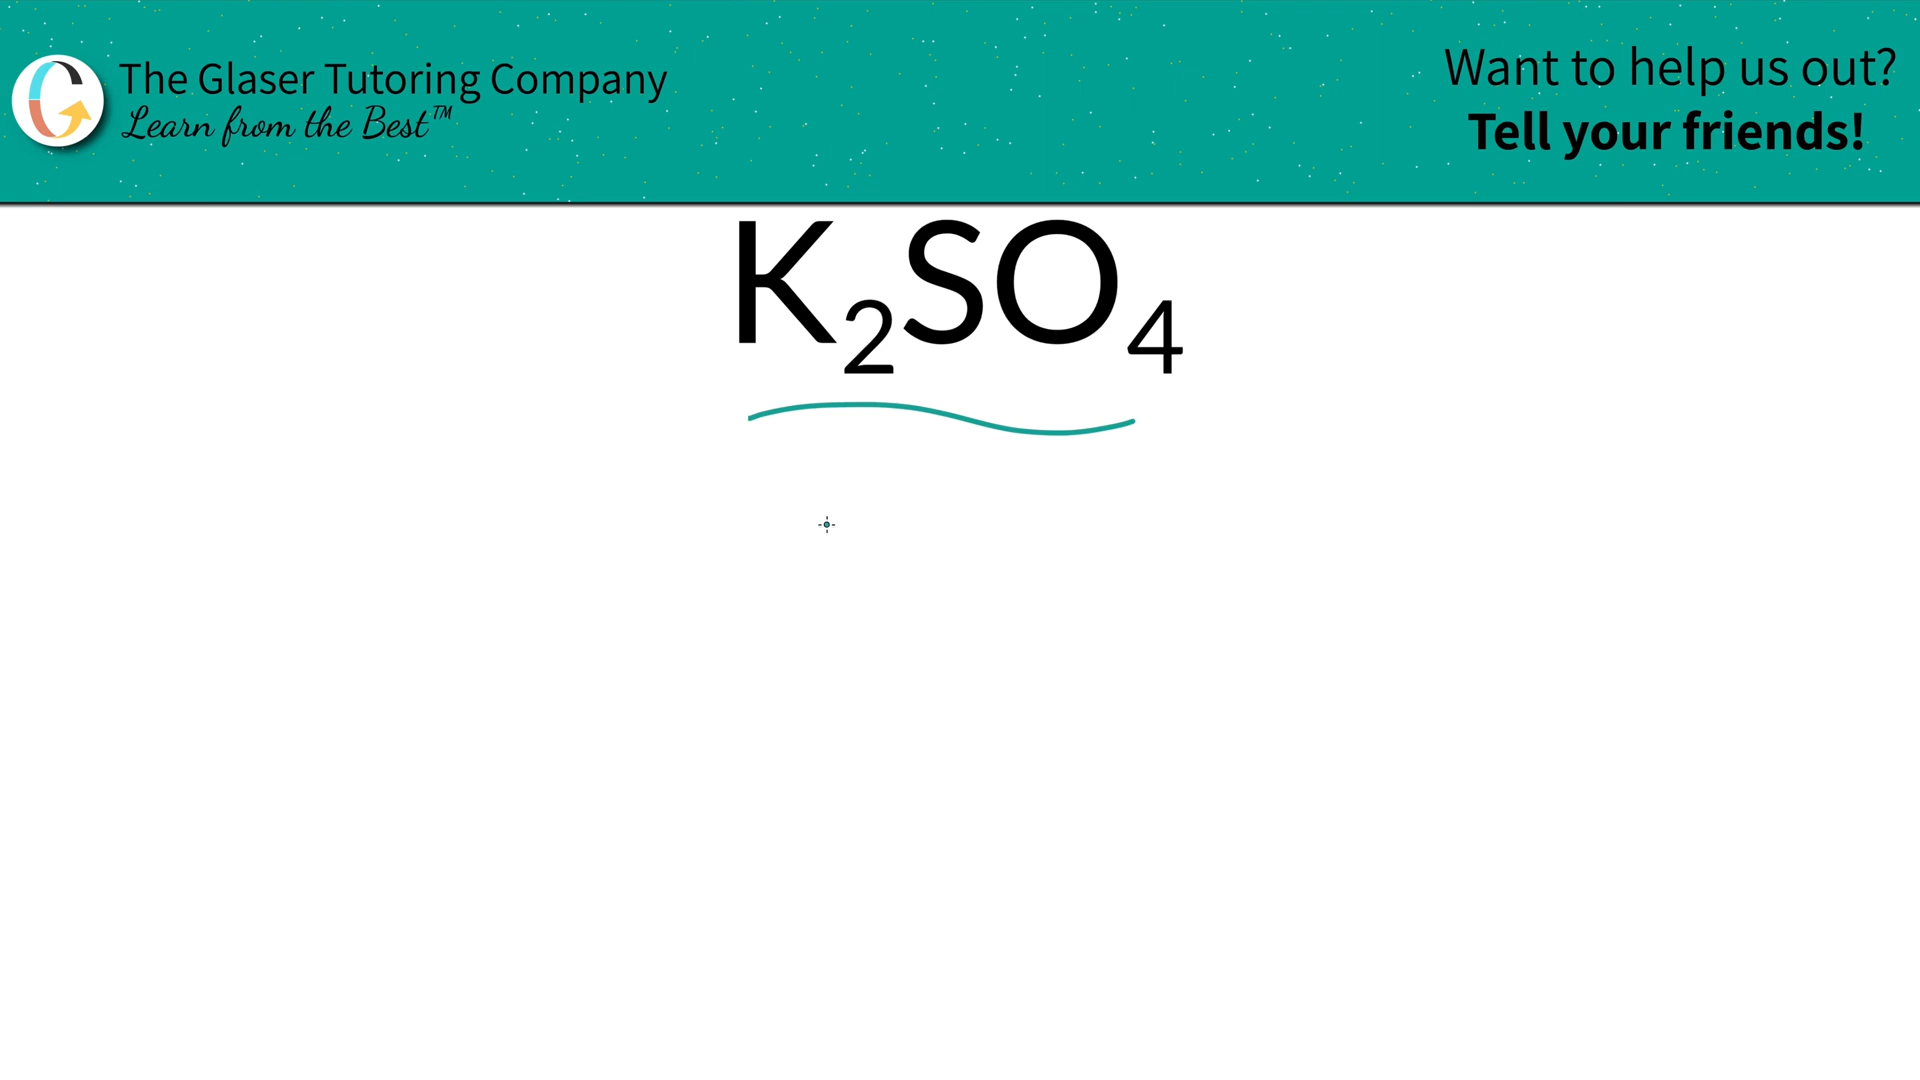 The Glaser Tutoring Company
Learn from the Best™
Want to help us out?
Tell your friends!
K₂SO₄